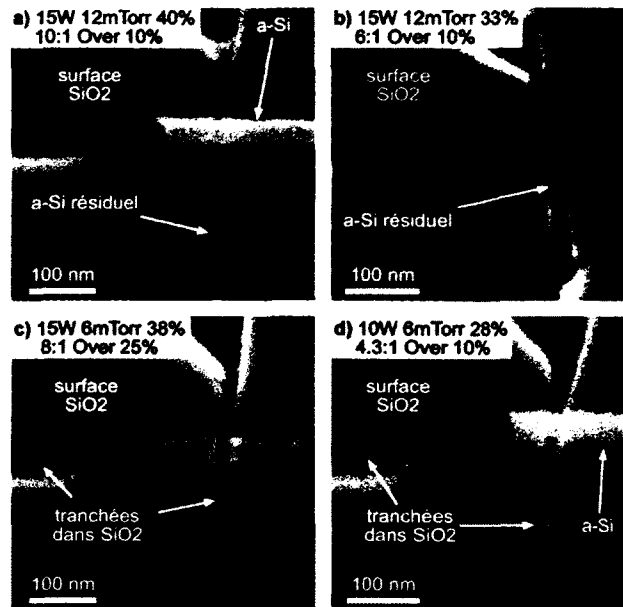 a) 15W 12mTorr 40%
10:1 Over 10%
a-Si
surface
SiO2
a-Si résiduel
100 nm
b) 15W 12mTorr 33%
6:1 Over 10%
surface
SiO2
a-Si résiduel
100 nm
c) 15W 6mTorr 38%
8:1 Over 25%
surface
SiO2
tranchées
dans SiO2
100 nm
d) 10W 6mTorr 28%
4.3:1 Over 10%
surface
SiO2
tranchées
dans SiO2
a-Si
100 nm